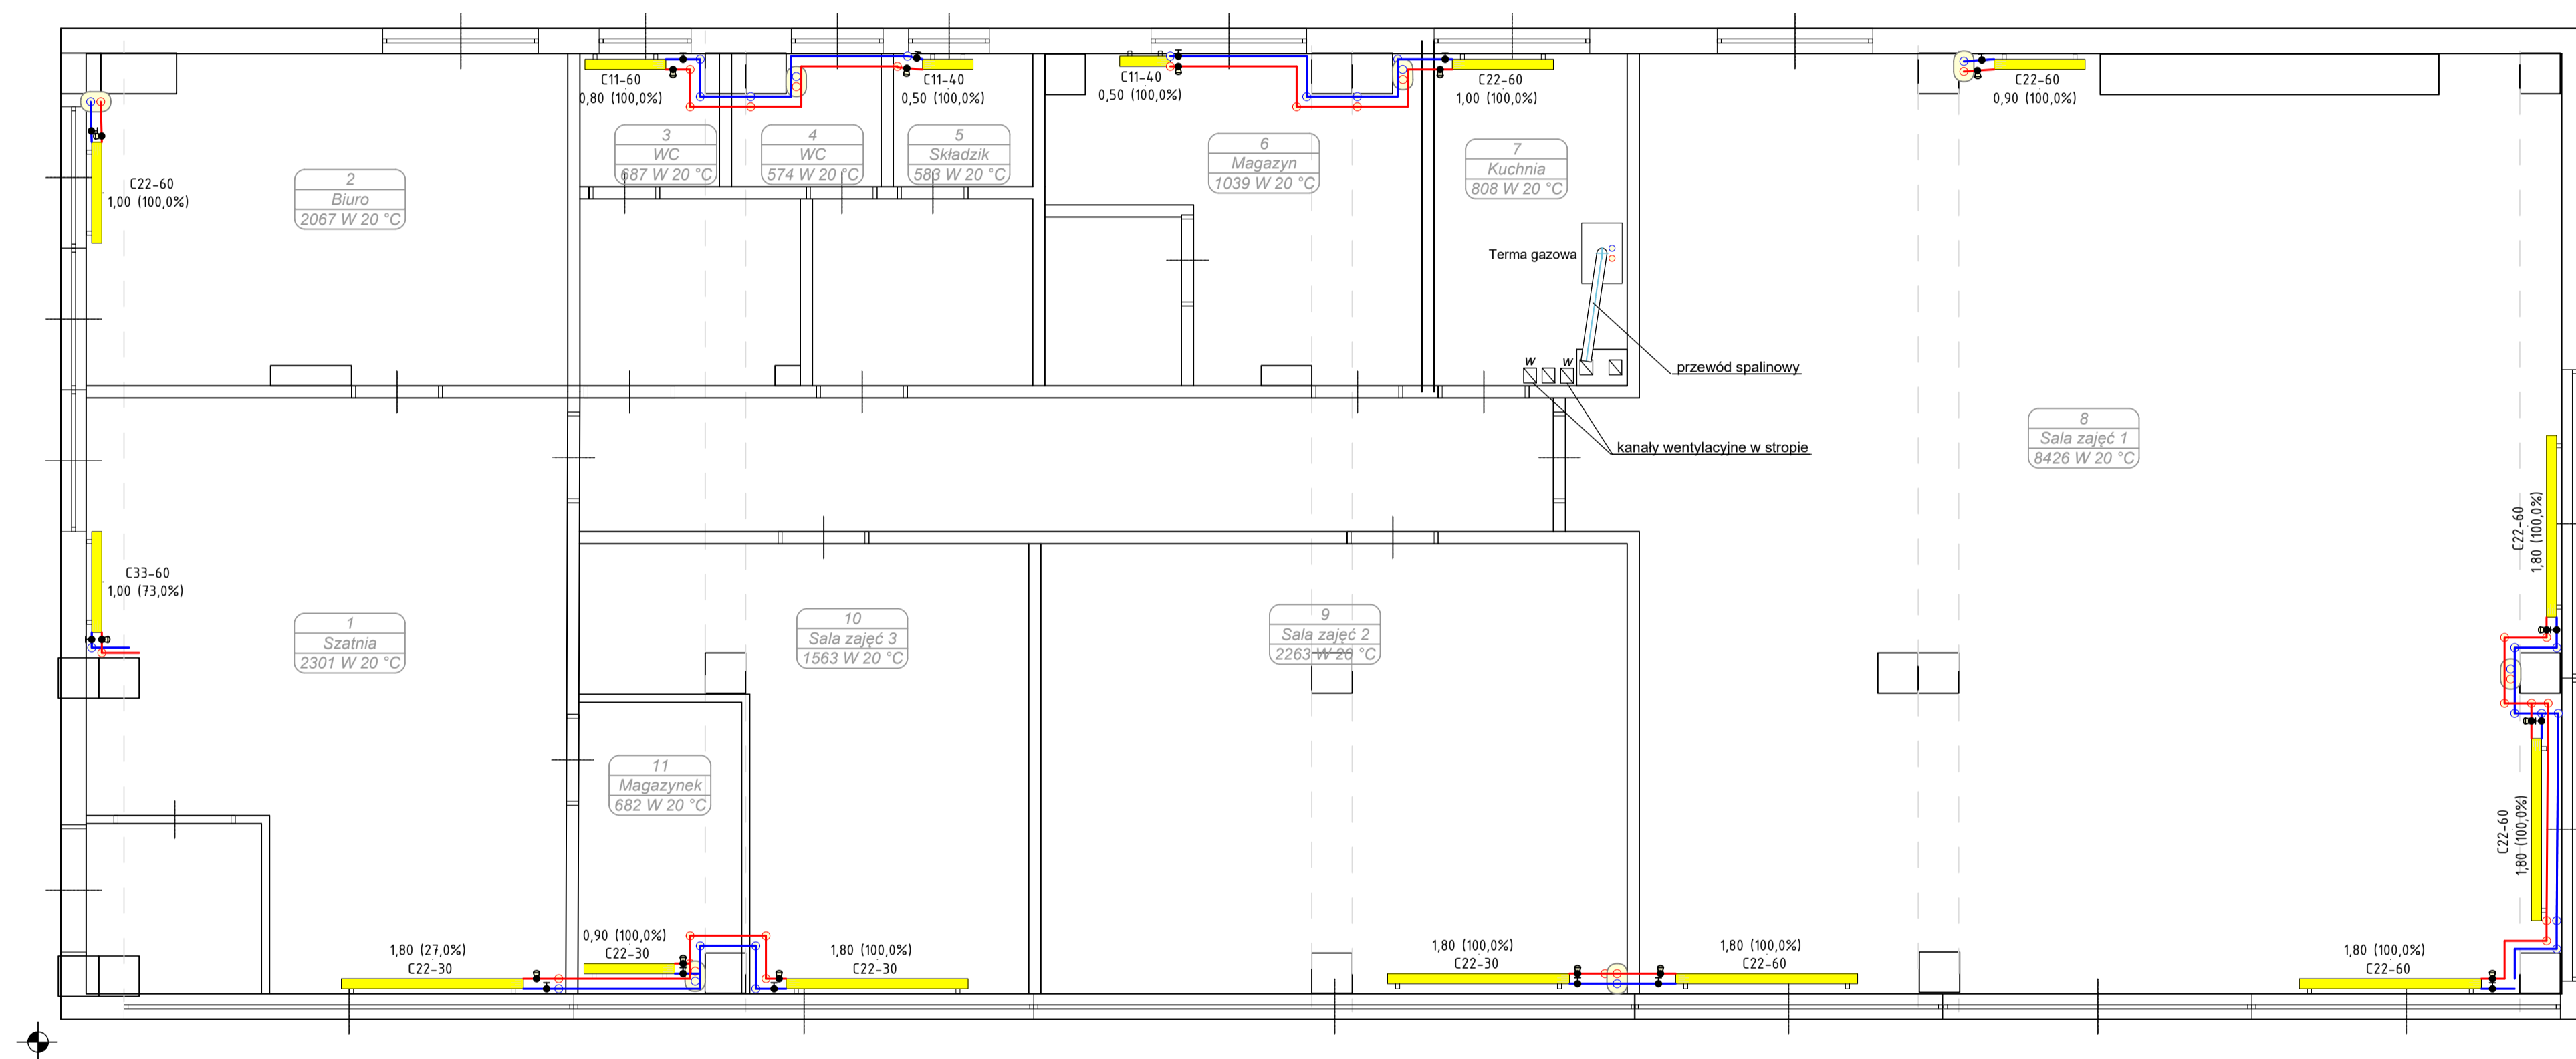 C11-60
0,80 (100,0%)
C11-40
0,50 (100,0%)
C11-40
0,50 (100,0%)
C22-60
1,00 (100,0%)
C22-60
0,90 (100,0%)
3
WC
687 W 20 °C
4
WC
574 W 20 °C
5
Składzik
583 W 20 °C
6
Magazyn
1039 W 20 °C
7
Kuchnia
808 W 20 °C
C22-60
1,00 (100,0%)
2
Biuro
2067 W 20 °C
Terma gazowa
w
w
przewód spalinowy
kanały wentylacyjne w stropie
8
Sala zajęć 1
8426 W 20 °C
C22-60
1,80 (100,0%)
C33-60
1,00 (73,0%)
1
Szatnia
2301 W 20 °C
10
Sala zajęć 3
1563 W 20 °C
9
Sala zajęć 2
2263 W 20 °C
11
Magazynek
682 W 20 °C
C22-60
1,80 (100,0%)
1,80 (27,0%)
C22-30
0,90 (100,0%)
C22-30
1,80 (100,0%)
C22-30
1,80 (100,0%)
C22-30
1,80 (100,0%)
C22-60
1,80 (100,0%)
C22-60